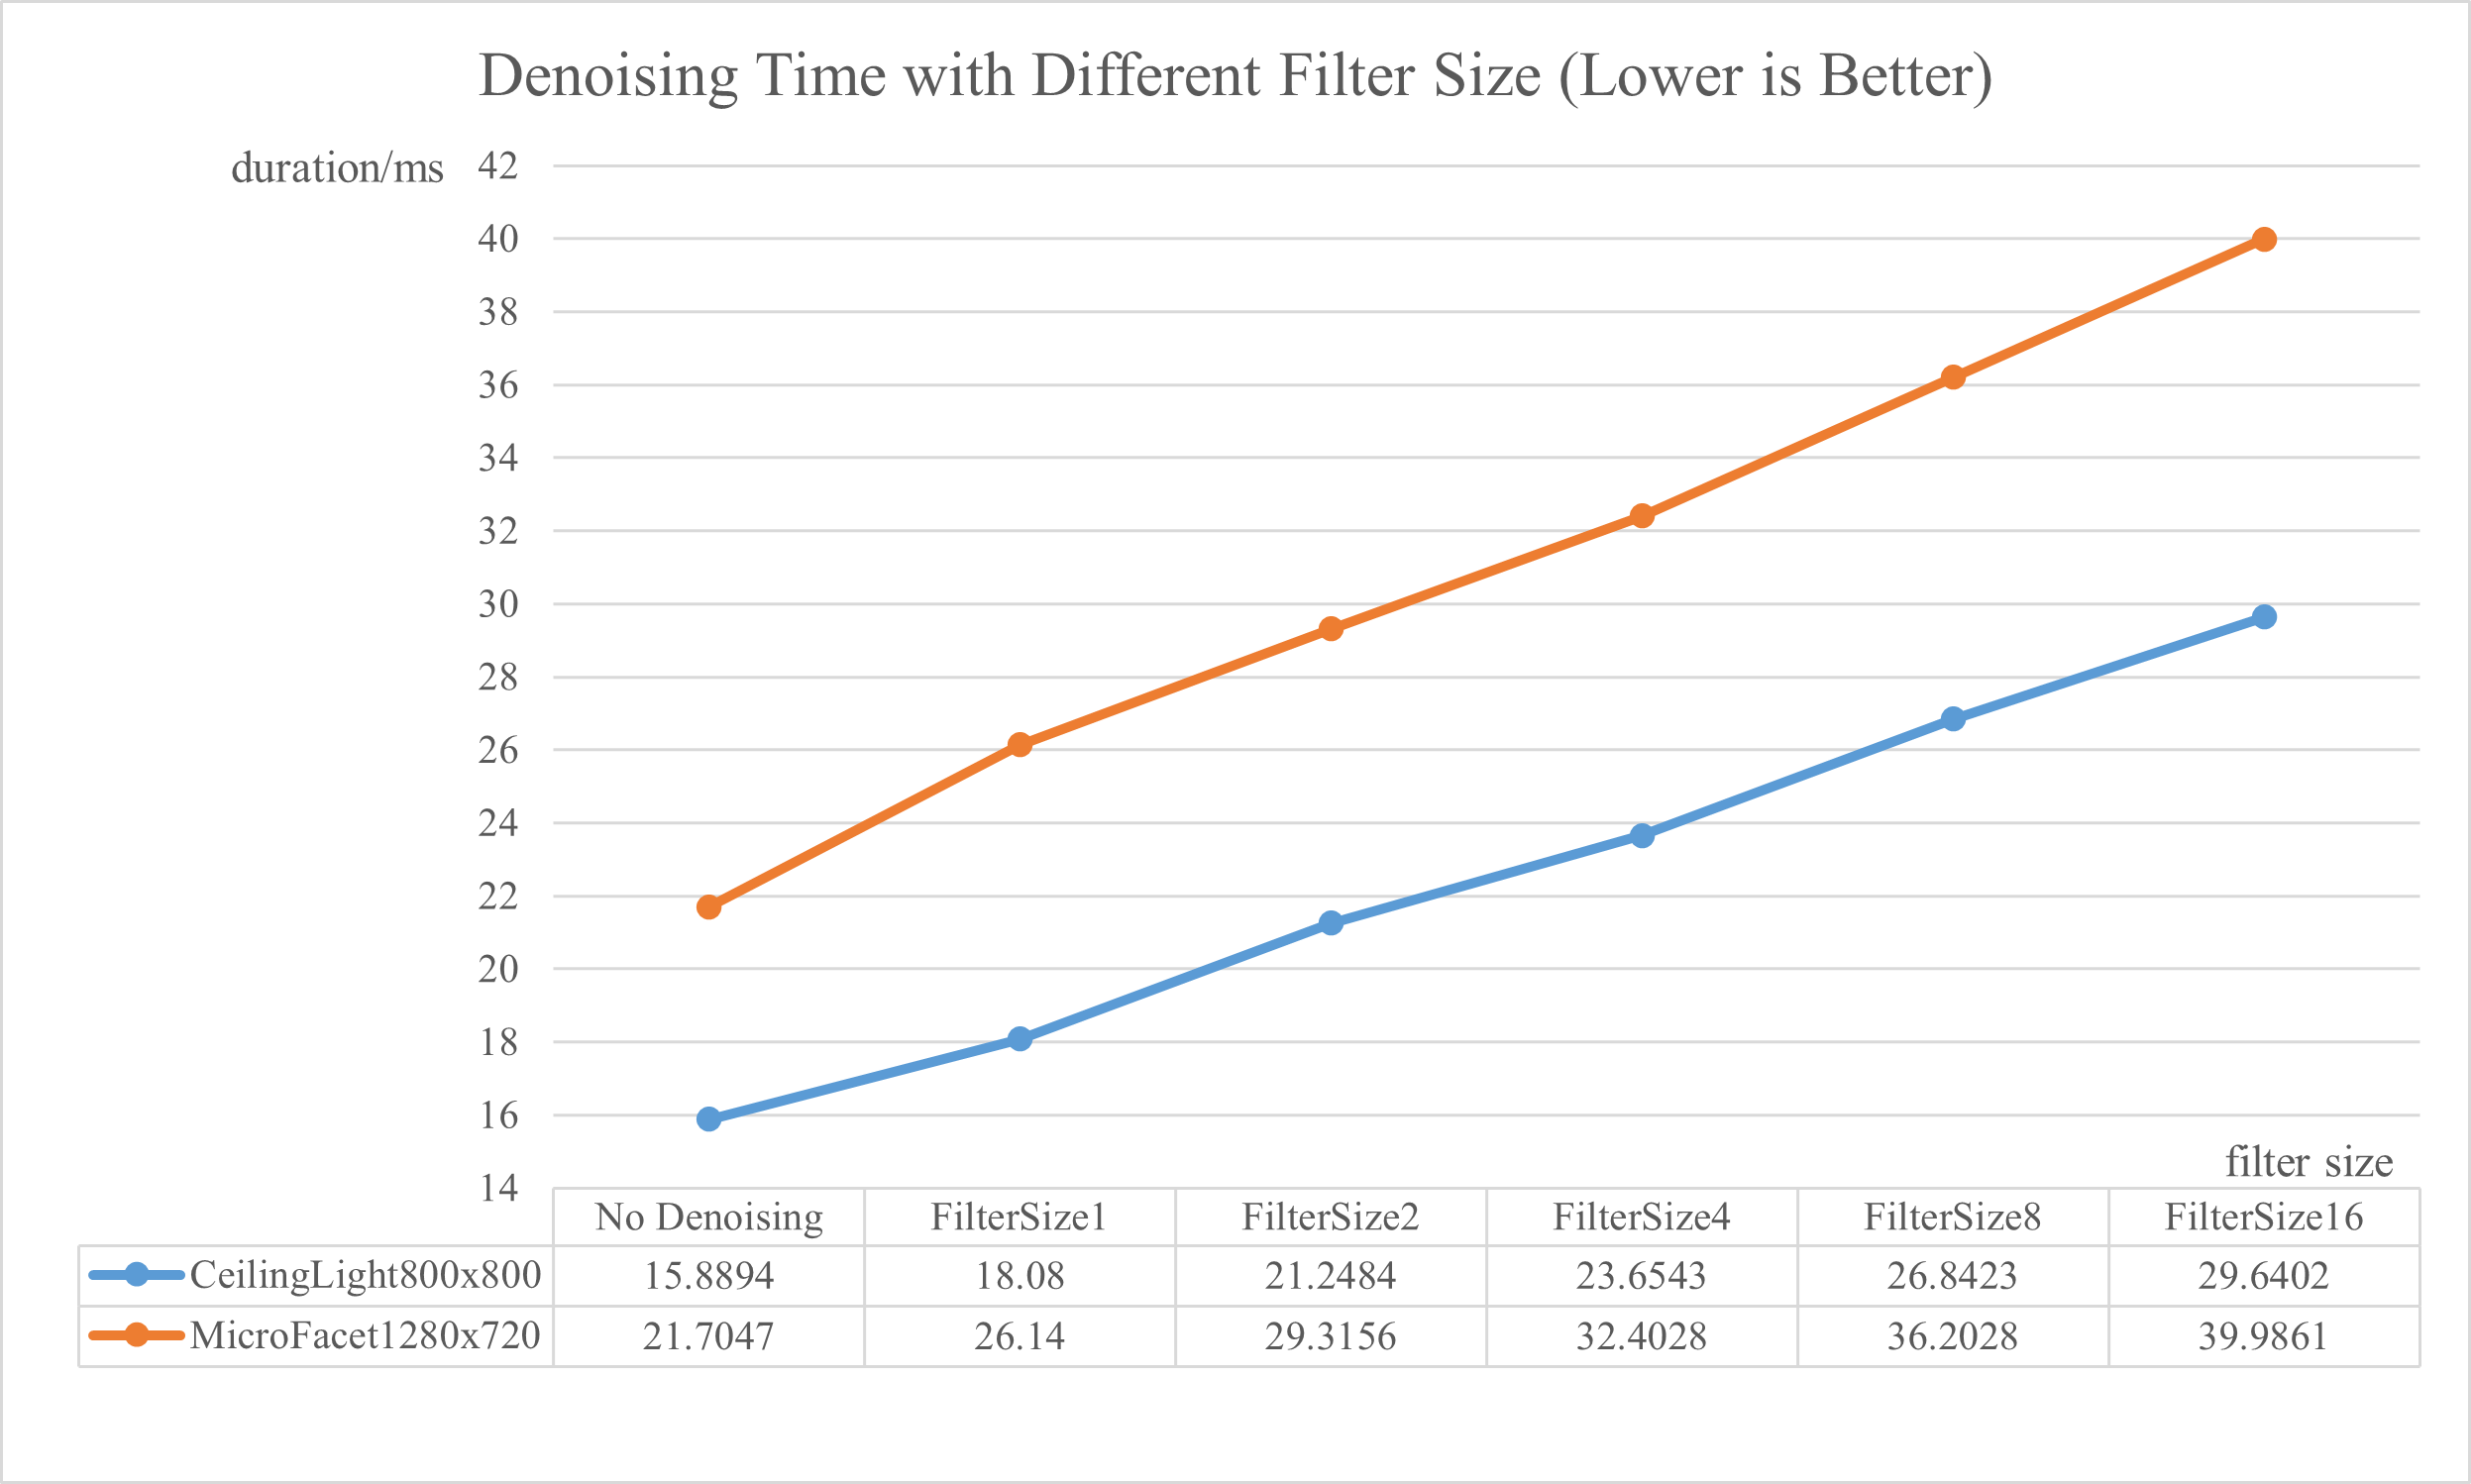 Denoising Time with Different Filter Size (Lower is Better)
duration/ms
42
40
38
36
34
32
30
28
26
24
22
20
18
16
14
filter size
No Denoising FilterSize1 FilterSize2 FilterSize4 FilterSize8 FilterSize16
CeilingLight800x800 15.8894 18.08 21.2484 23.6543 26.8423 29.6402
MicroFacet1280x720 21.7047 26.14 29.3156 32.4028 36.2028 39.9861